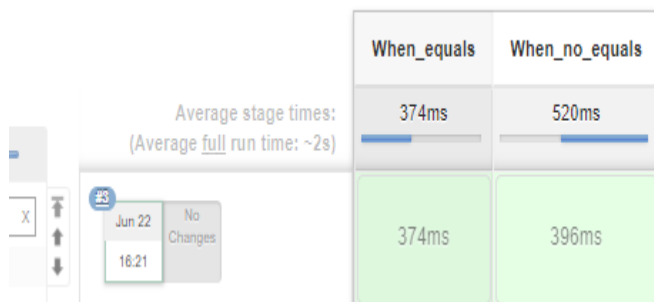 When_equals When_no_equals
Average stage times: 374ms 520ms
(Average full run time: ~2s)
X
#3
Jun 22 No
Changes
16:21
374ms 396ms